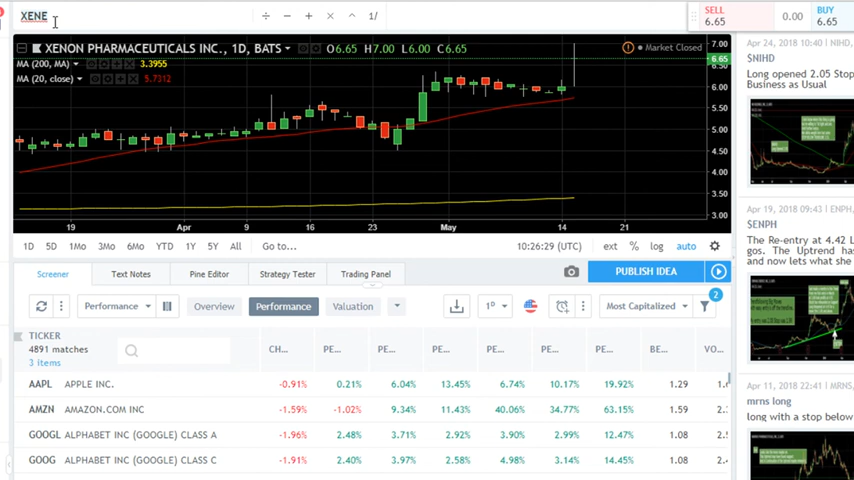 XENE
÷ − + × ^ 1/
SELL
6.65
0.00
BUY
6.65
XENON PHARMACEUTICALS INC., 1D, BATS O6.65 H7.00 L6.00 C6.65
Market Closed
MA (200, MA) 3.3955
MA (20, close) 5.7312
7.00
6.65
6.50
6.00
5.50
5.00
4.50
4.00
3.50
3.00
19 Apr 9 16 23 May 14 21
1D 5D 1Mo 3Mo 6Mo YTD 1Y 5Y All Go to... 10:26:29 (UTC) ext % log auto
Screener Text Notes Pine Editor Strategy Tester Trading Panel PUBLISH IDEA
Performance Overview Performance Valuation 1D Most Capitalized 2
TICKER
4891 matches
3 items
CH... PE... PE... PE... PE... PE... PE... BE... VO...
AAPL APPLE INC. -0.91% 0.21% 6.04% 13.45% 6.74% 10.17% 19.92% 1.29
AMZN AMAZON.COM INC -1.59% -1.02% 9.34% 11.43% 40.06% 34.77% 63.15% 1.59
GOOGL ALPHABET INC (GOOGLE) CLASS A -1.96% 2.48% 3.71% 2.92% 3.90% 2.99% 12.47% 1.08
GOOG ALPHABET INC (GOOGLE) CLASS C -1.91% 2.40% 3.97% 2.58% 4.98% 3.14% 14.45% 1.08
Apr 24, 2018 10:40 | NIHD,
$NIHD
Long opened 2.05 Stop
Business as Usual
Apr 19, 2018 09:43 | ENPH,
$ENPH
The Re-entry at 4.42 L
gos. The Uptrend has
and now lets what she
Apr 11, 2018 22:41 | MRNS,
mrns long
long with a stop below